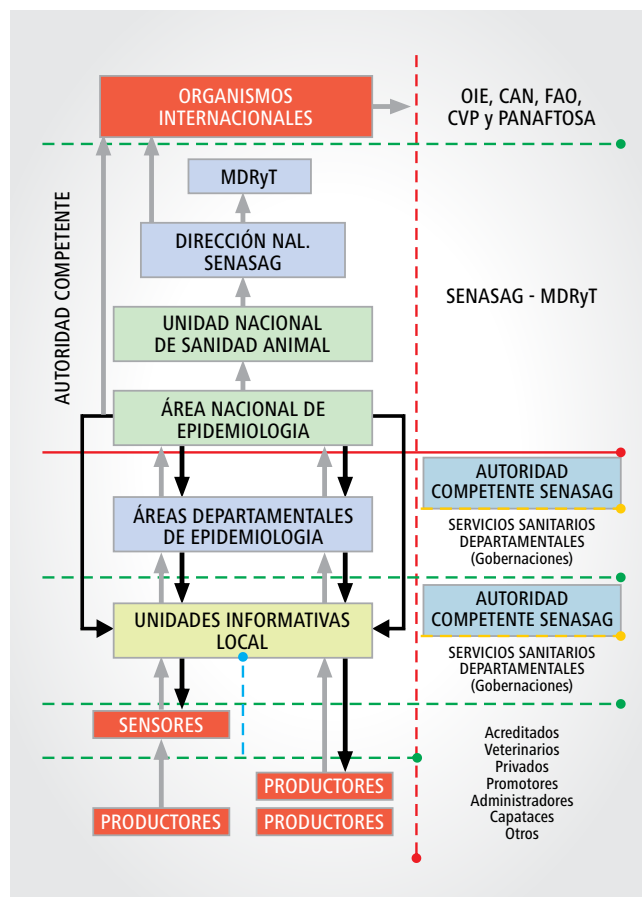 ORGANISMOS
INTERNACIONALES
OIE, CAN, FAO,
CVP y PANAFTOSA
AUTORIDAD COMPETENTE
MDRyT
DIRECCIÓN NAL.
SENASAG
SENASAG - MDRyT
UNIDAD NACIONAL
DE SANIDAD ANIMAL
ÁREA NACIONAL DE
EPIDEMIOLOGIA
AUTORIDAD
COMPETENTE SENASAG
ÁREAS DEPARTAMENTALES
DE EPIDEMIOLOGIA
SERVICIOS SANITARIOS
DEPARTAMENTALES
(Gobernaciones)
AUTORIDAD
COMPETENTE SENASAG
UNIDADES INFORMATIVAS
LOCAL
SERVICIOS SANITARIOS
DEPARTAMENTALES
(Gobernaciones)
SENSORES
PRODUCTORES
PRODUCTORES
PRODUCTORES
Acreditados
Veterinarios
Privados
Promotores
Administradores
Capataces
Otros